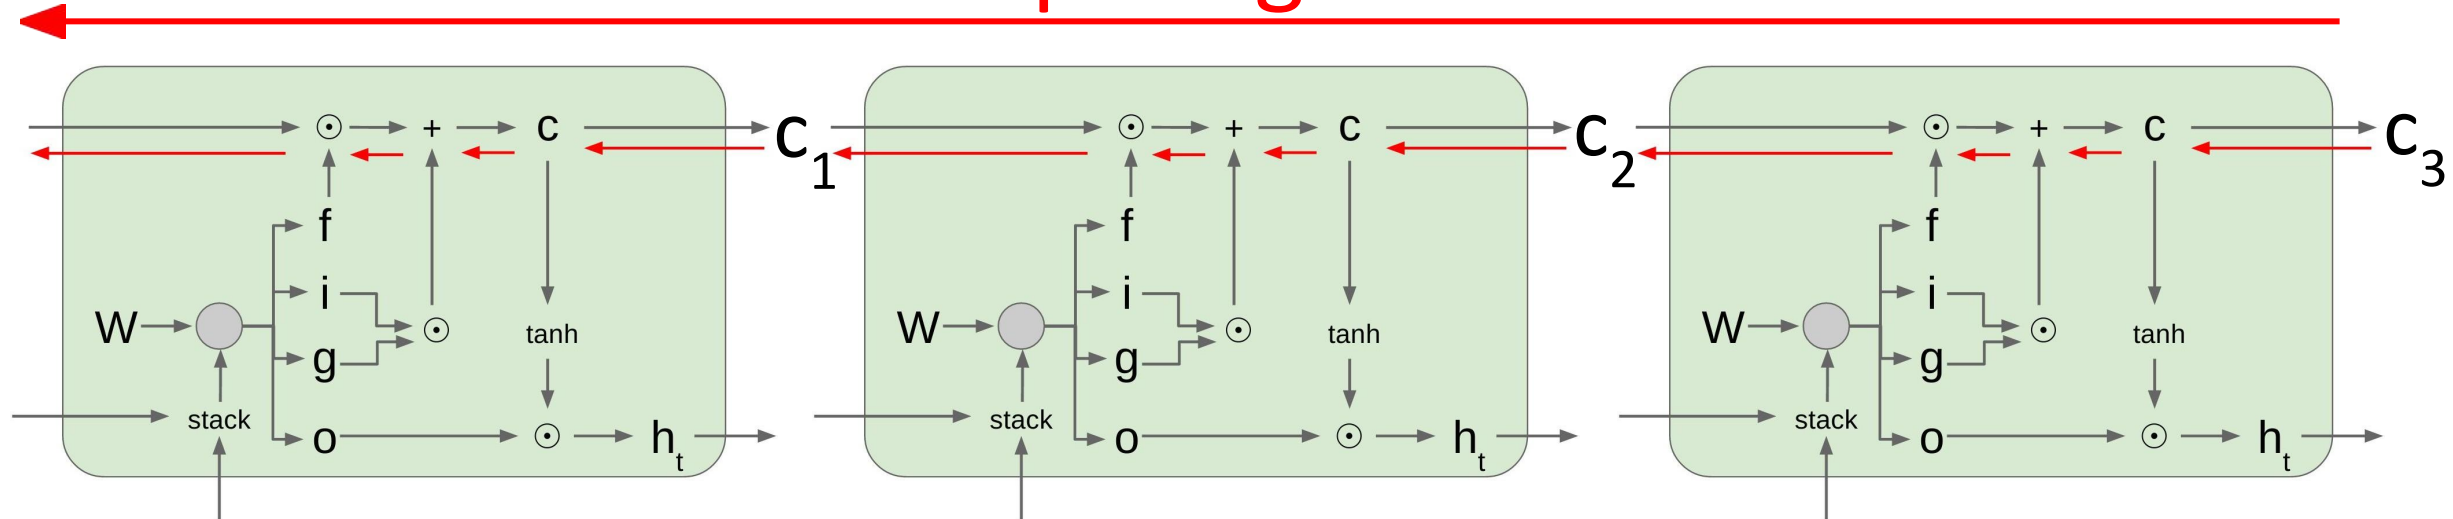 ⊙ + c c1 ⊙ + c c2 ⊙ + c c3
f f f
i i i
W ⊙ tanh W ⊙ tanh W ⊙ tanh
g g g
stack stack stack
o ⊙ ht o ⊙ ht o ⊙ ht